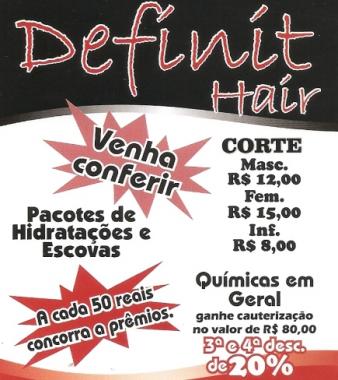 Definit
Hair
Venha
conferir
CORTE
Masc.
R$ 12,00
Fem.
R$ 15,00
Inf.
R$ 8,00
Pacotes de
Hidratações e
Escovas
A cada 50 reais
concorra a prêmios.
Químicas em
Geral
ganhe cauterização
no valor de R$ 80,00
3ª e 4ª desc.
de 20%